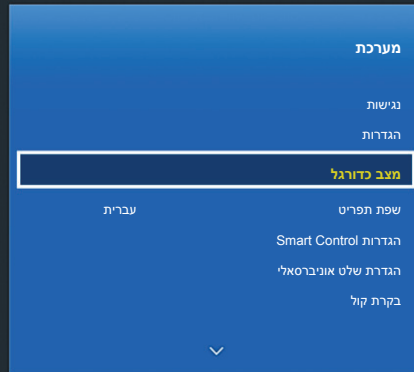 מערכת
נגישות
הגדרות
מצב כדורגל
שפת תפריט עברית
הגדרות Smart Control
הגדרת שלט אוניברסאלי
בקרת קול